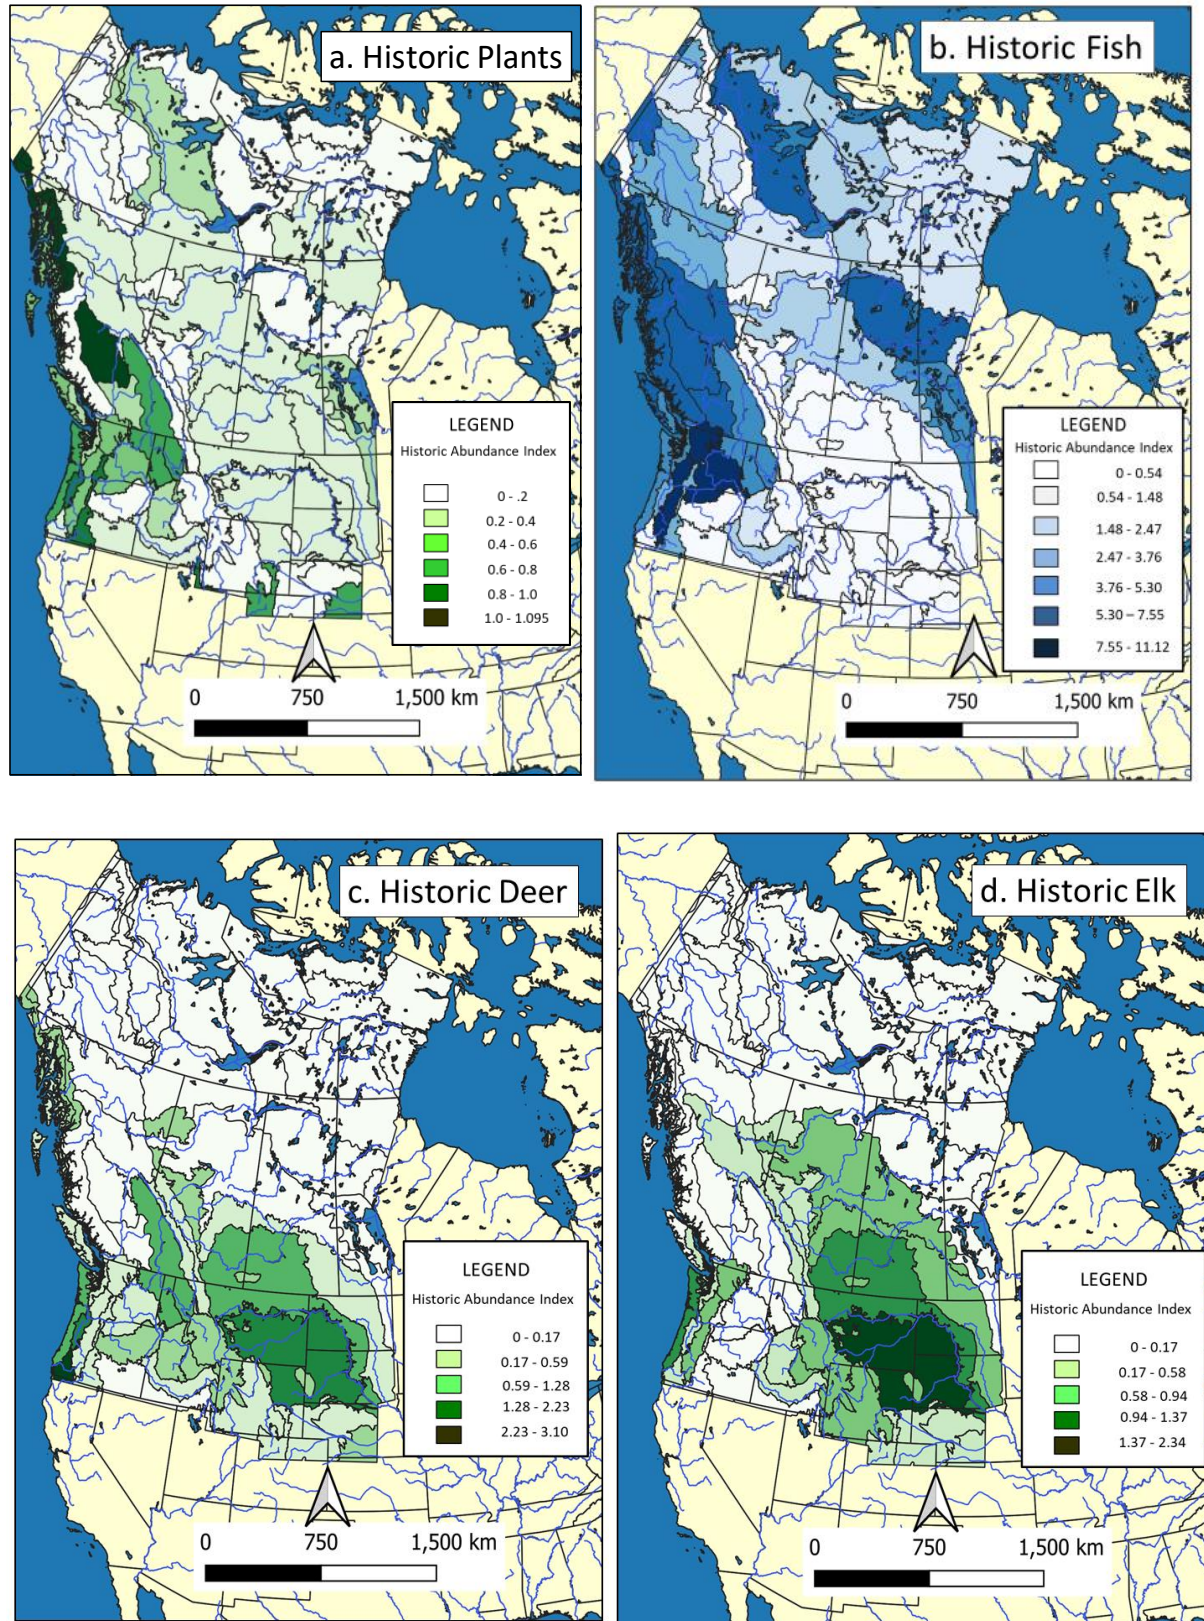 a. Historic Plants
LEGEND
Historic Abundance Index
0 - .2
0.2 - 0.4
0.4 - 0.6
0.6 - 0.8
0.8 - 1.0
1.0 - 1.095
0 750 1,500 km
b. Historic Fish
LEGEND
Historic Abundance Index
0 - 0.54
0.54 - 1.48
1.48 - 2.47
2.47 - 3.76
3.76 - 5.30
5.30 – 7.55
7.55 - 11.12
0 750 1,500 km
c. Historic Deer
LEGEND
Historic Abundance Index
0 - 0.17
0.17 - 0.59
0.59 - 1.28
1.28 - 2.23
2.23 - 3.10
0 750 1,500 km
d. Historic Elk
LEGEND
Historic Abundance Index
0 - 0.17
0.17 - 0.58
0.58 - 0.94
0.94 - 1.37
1.37 - 2.34
0 750 1,500 km